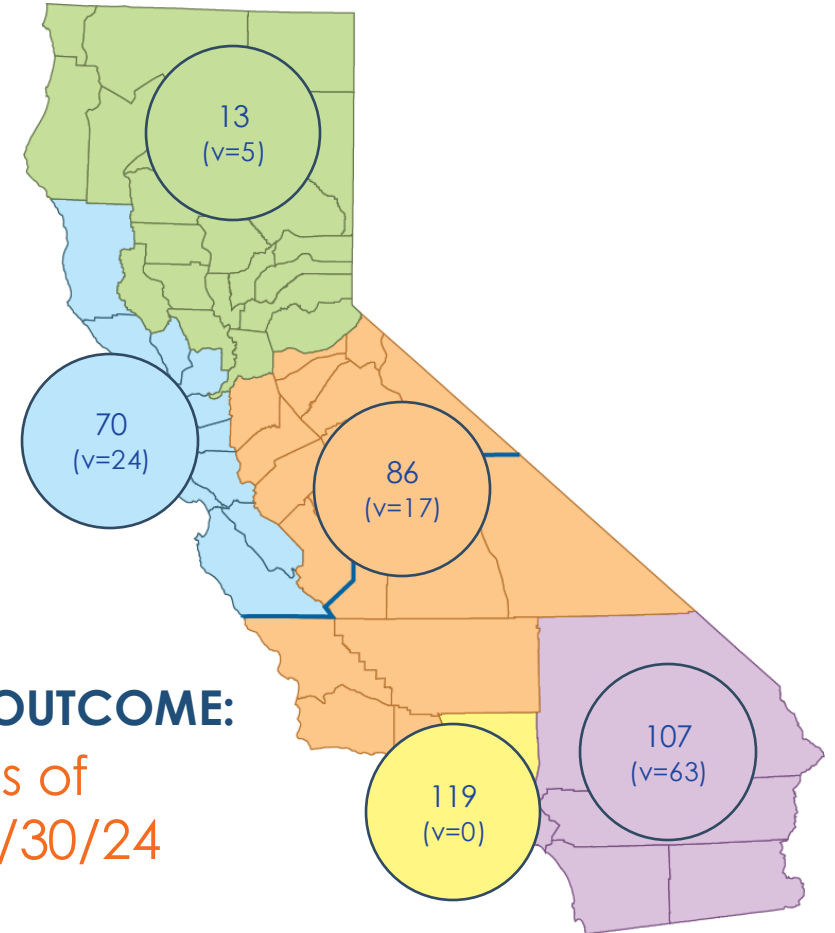 13
(v=5)
70
(v=24)
86
(v=17)
OUTCOME:
s of
/30/24
107
(v=63)
119
(v=0)